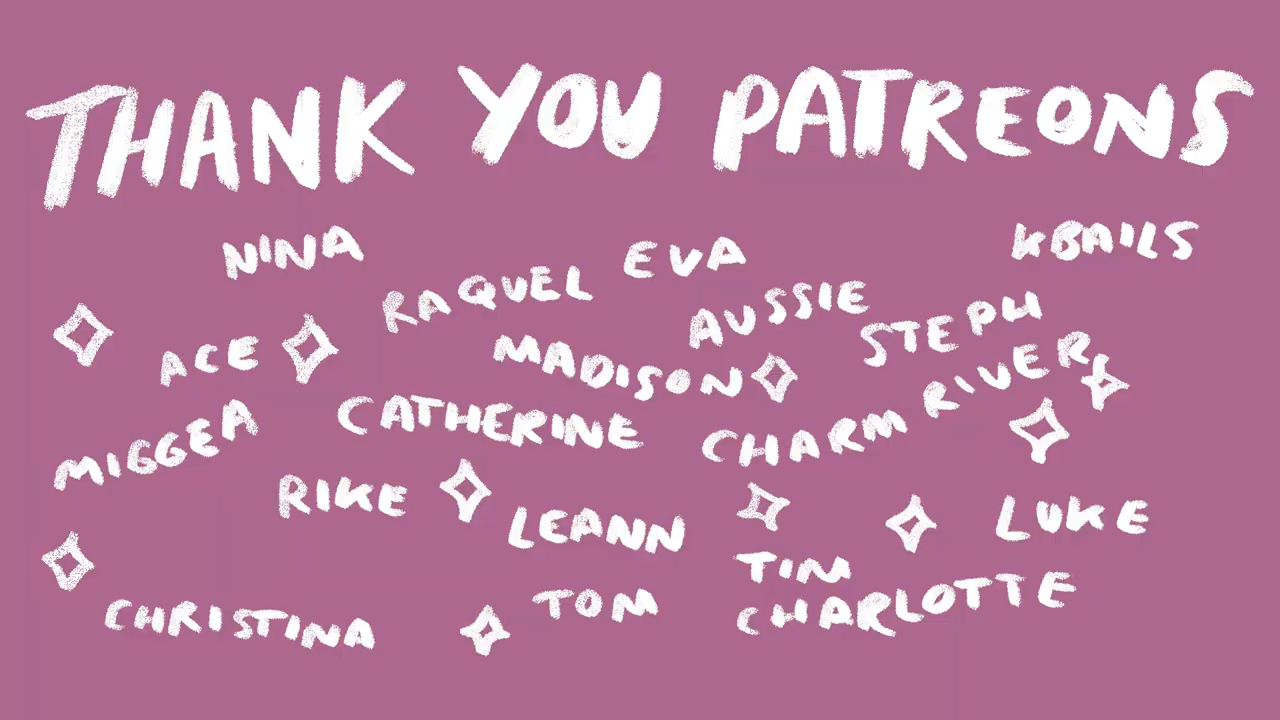 THANK YOU PATREONS
NINA
EVA
KBAILS
RAQUEL
AUSSIE
STEPH
ACE
MADISON
RIVER
MIGGEA
CATHERINE
CHARM
RIKE
LEANN
LUKE
TIM
TOM
CHARLOTTE
CHRISTINA